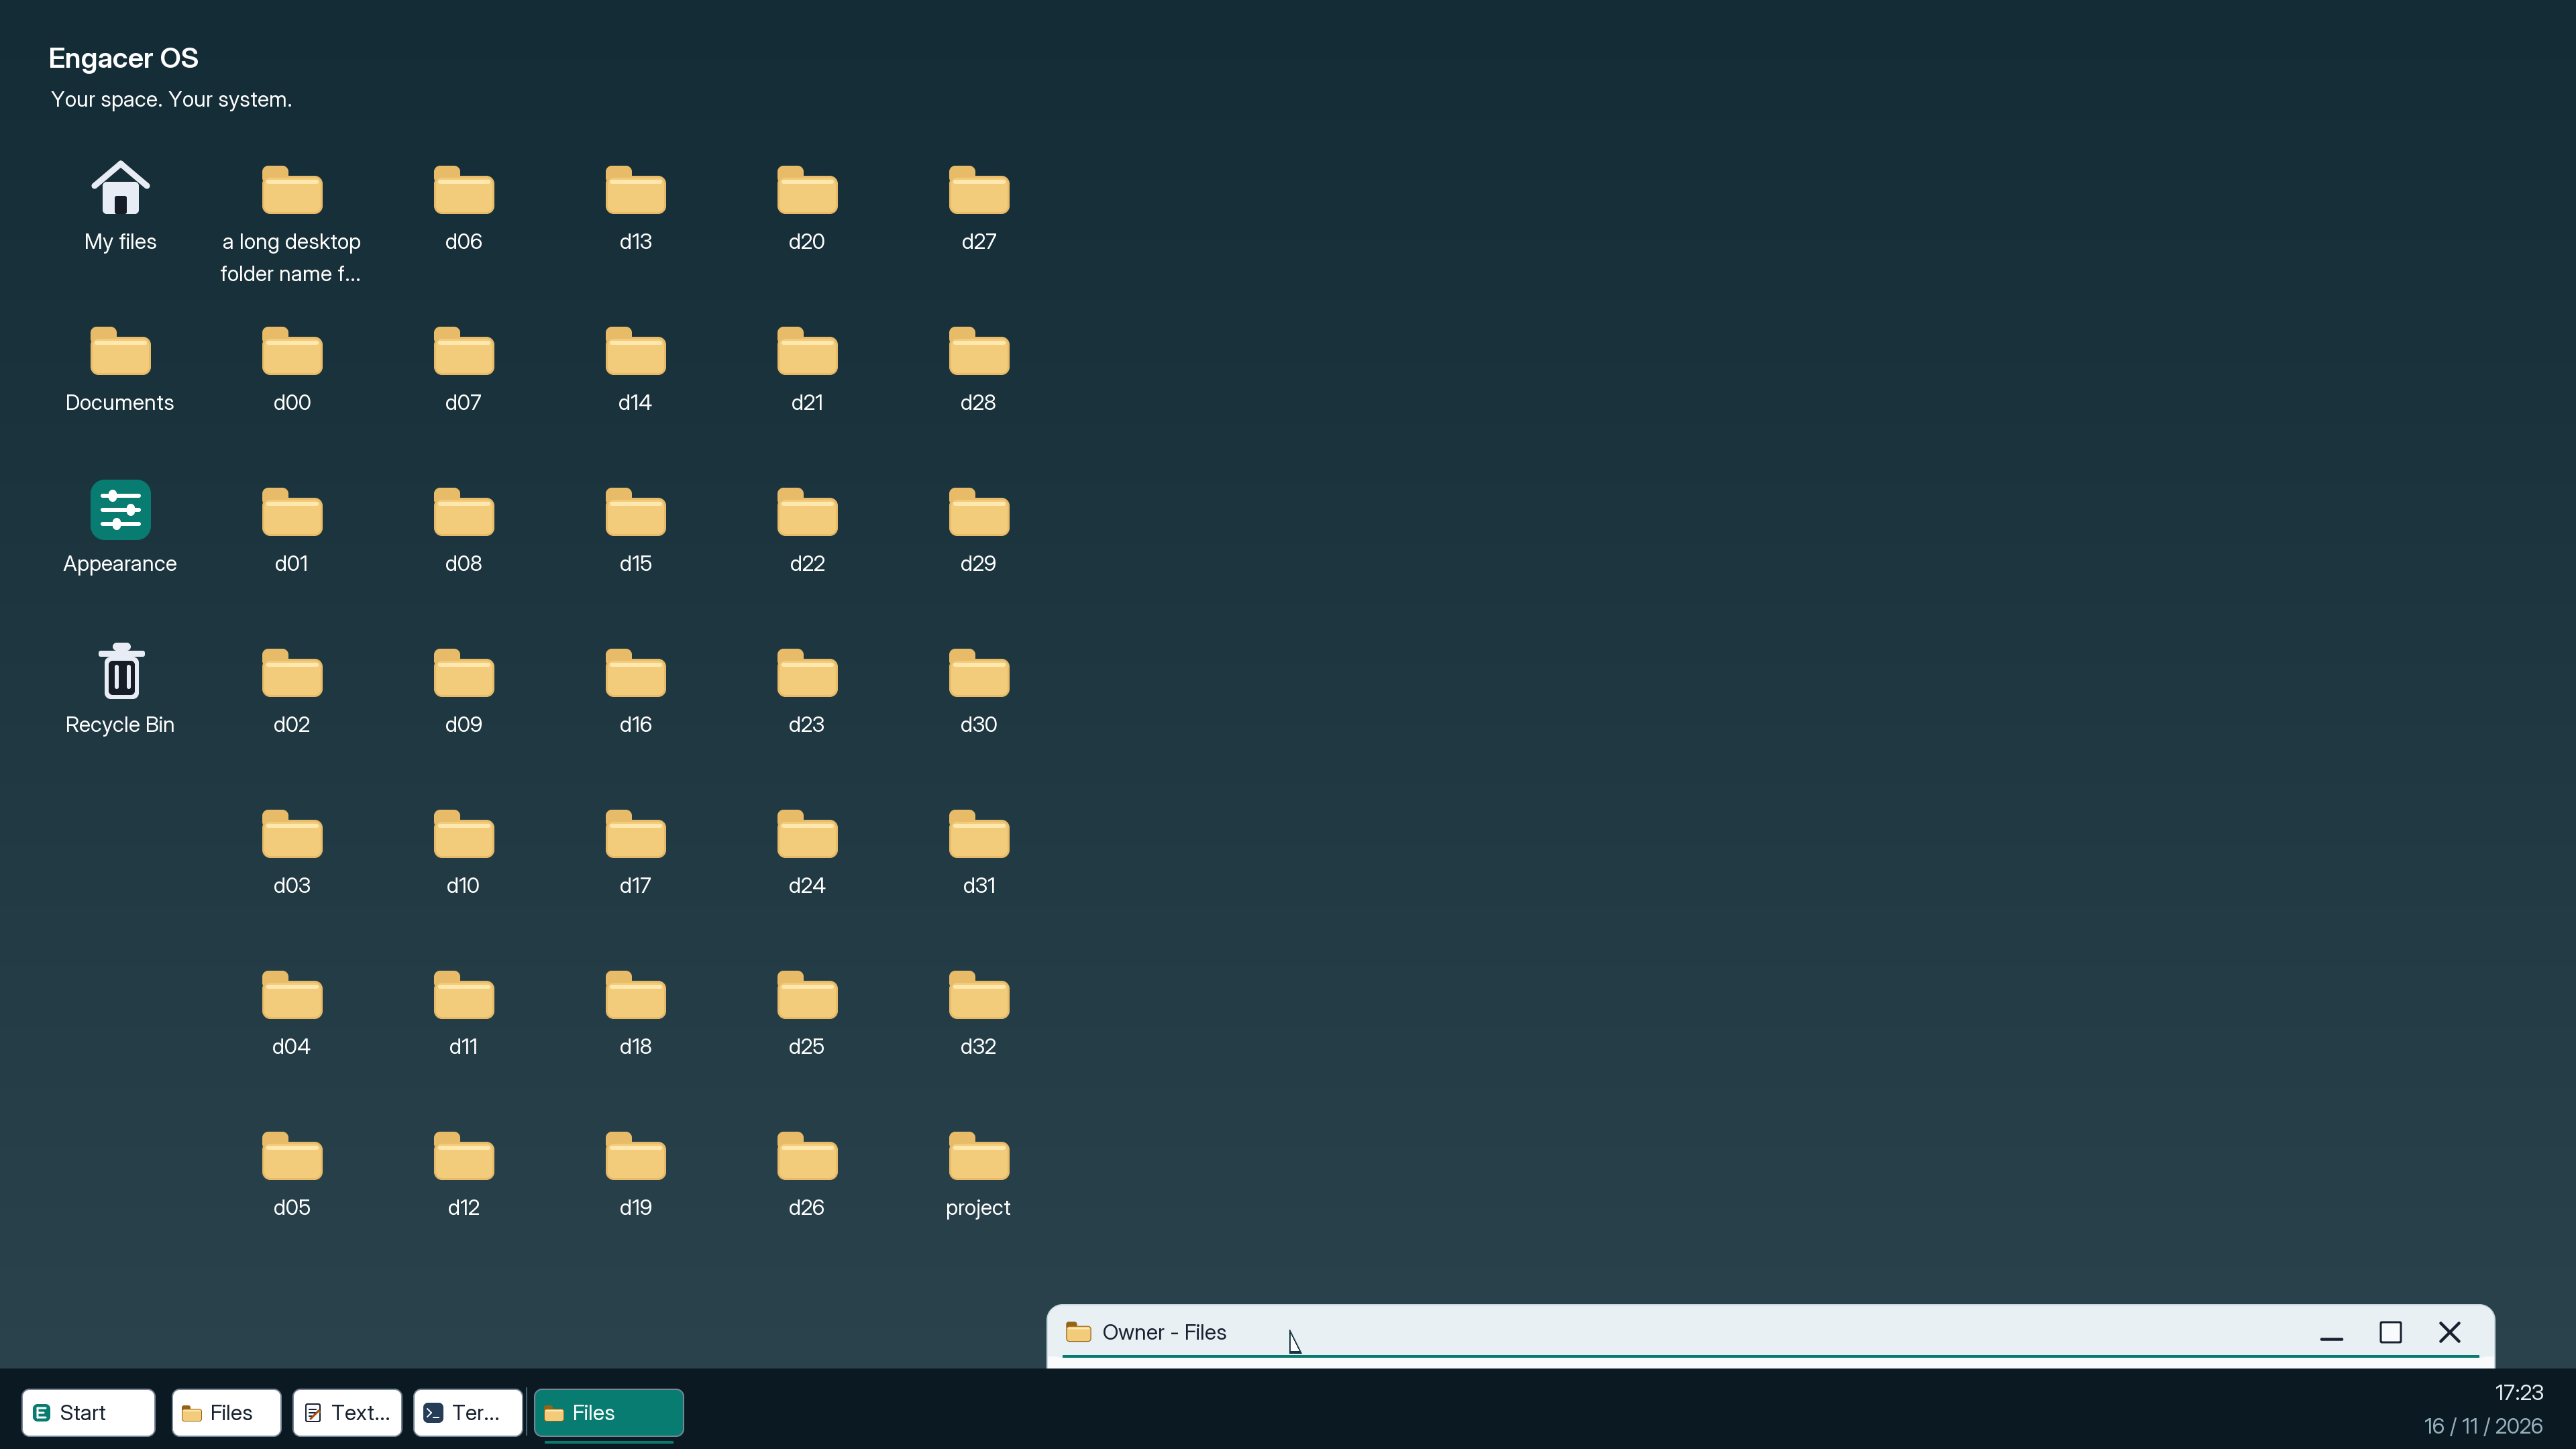 Engacer OS
Your space. Your system.
My files
a long desktop
folder name f...
d06
d13
d20
d27
Documents
d00
d07
d14
d21
d28
Appearance
d01
d08
d15
d22
d29
Recycle Bin
d02
d09
d16
d23
d30
d03
d10
d17
d24
d31
d04
d11
d18
d25
d32
d05
d12
d19
d26
project
Owner - Files
Start
Files
Text...
Ter...
Files
17:23
16 / 11 / 2026